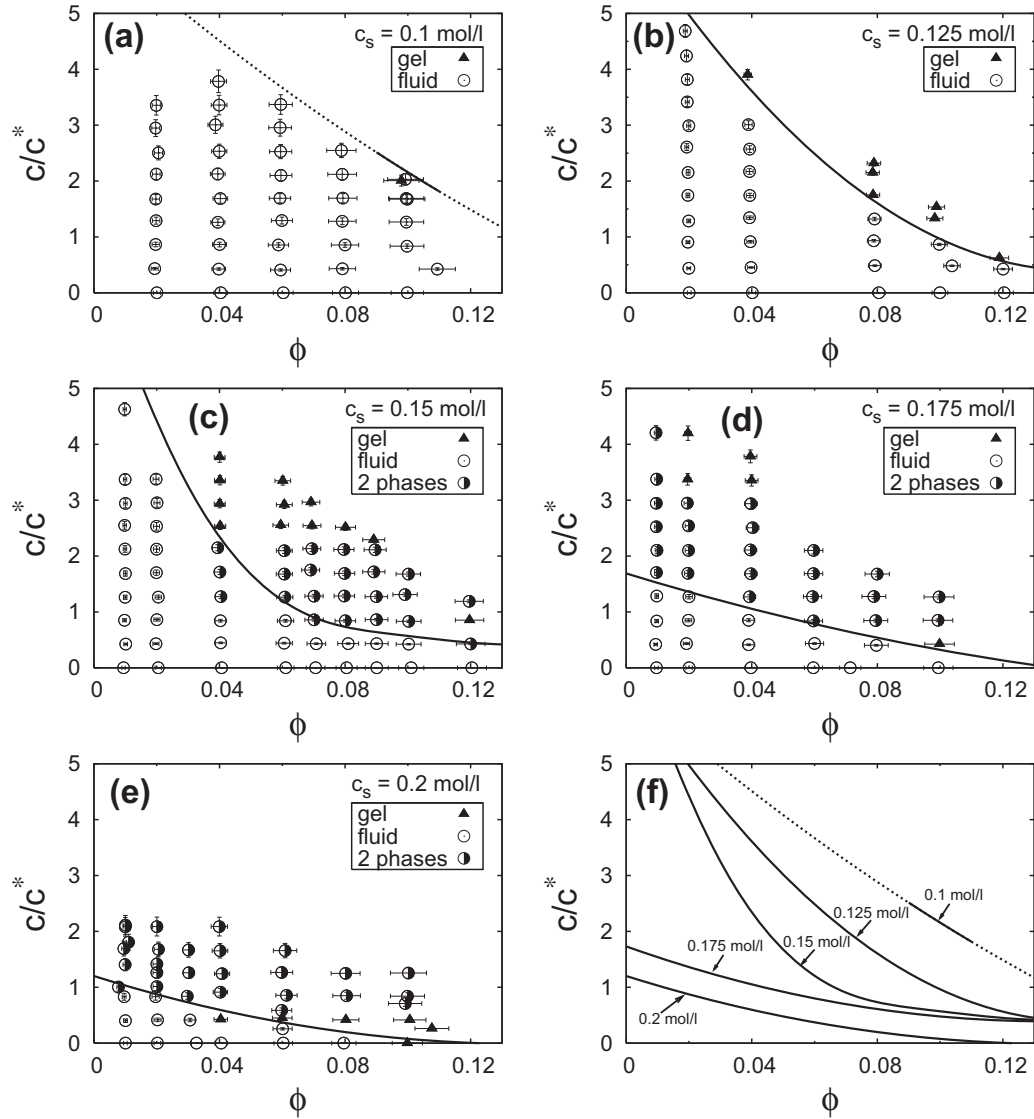 (a)
c_s = 0.1 mol/l
gel
fluid
5
4
3
2
1
0
c/c*
0
0.04
0.08
0.12
ϕ
(b)
c_s = 0.125 mol/l
gel
fluid
5
4
3
2
1
0
c/c*
0
0.04
0.08
0.12
ϕ
(c)
c_s = 0.15 mol/l
gel
fluid
2 phases
5
4
3
2
1
0
c/c*
0
0.04
0.08
0.12
ϕ
(d)
c_s = 0.175 mol/l
gel
fluid
2 phases
5
4
3
2
1
0
c/c*
0
0.04
0.08
0.12
ϕ
(e)
c_s = 0.2 mol/l
gel
fluid
2 phases
5
4
3
2
1
0
c/c*
0
0.04
0.08
0.12
ϕ
(f)
5
4
3
2
1
0
c/c*
0.1 mol/l
0.125 mol/l
0.175 mol/l
0.15 mol/l
0.2 mol/l
0
0.04
0.08
0.12
ϕ